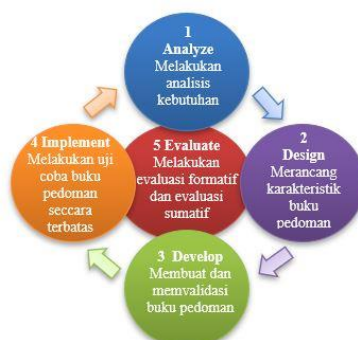 1
Analyze
Melakukan
analisis
kebutuhan
2
Design
Merancang
karakteristik
buku
pedoman
3 Develop
Membuat dan
memvalidasi
buku pedoman
4 Implement
Melakukan uji
coba buku
pedoman
seccara
terbatas
5 Evaluate
Melakukan
evaluasi formatif
dan evaluasi
sumatif